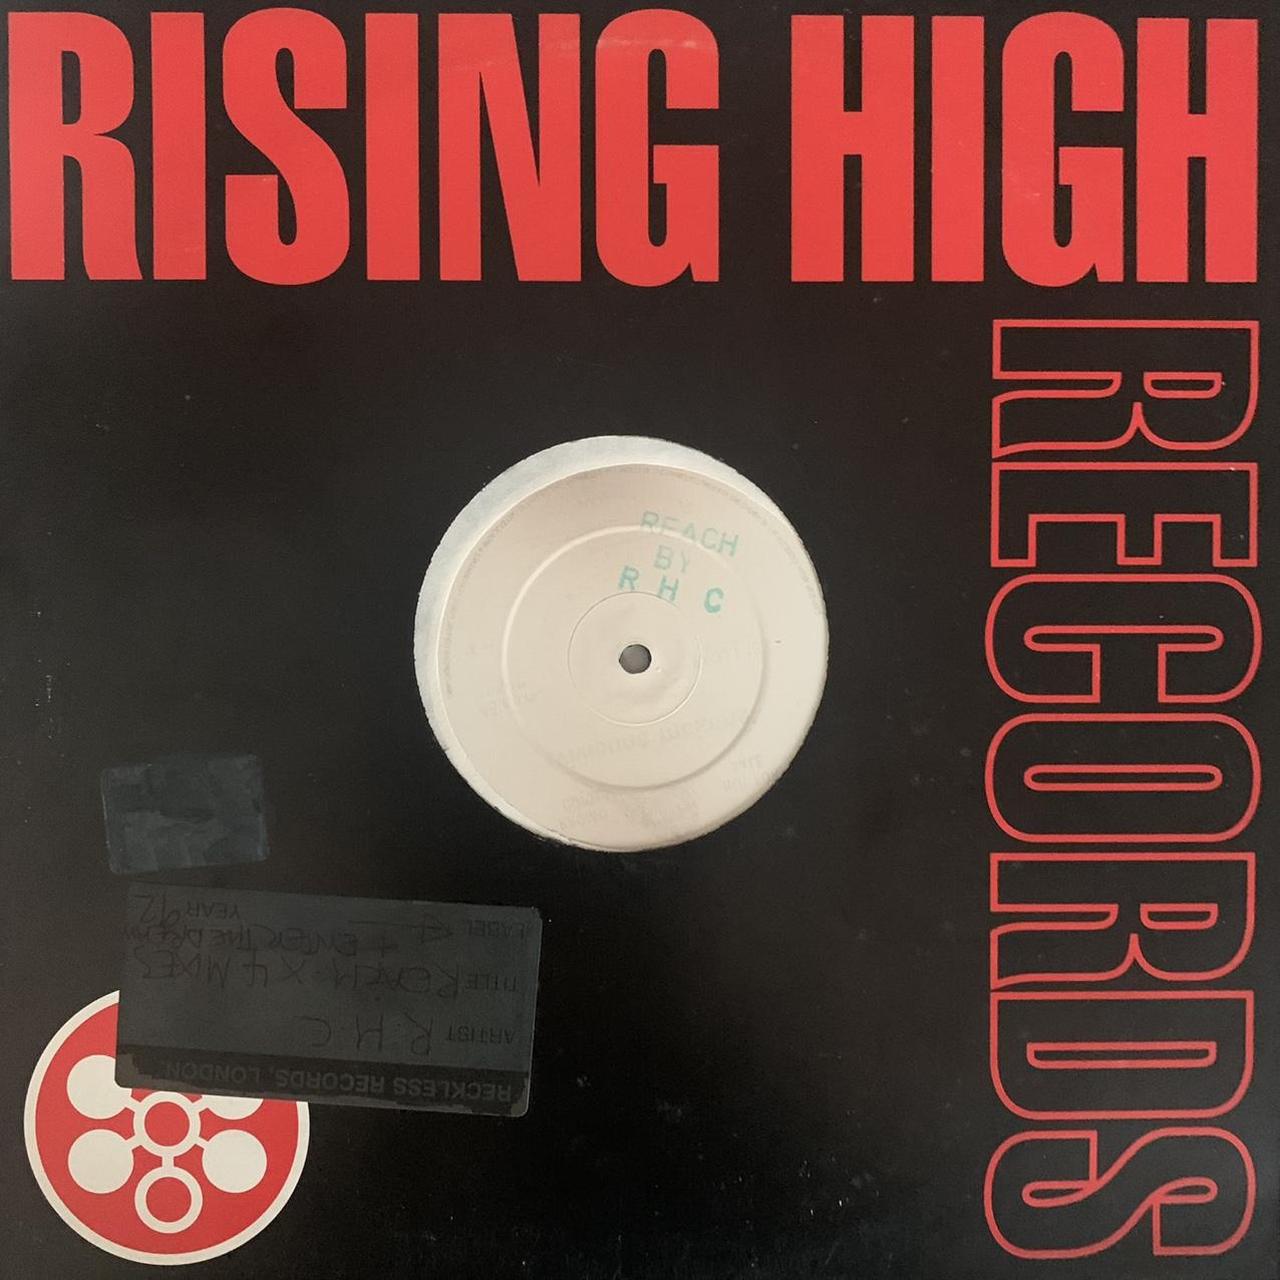 RISING HIGH
RECORDS
REACH
BY
R H C
RECKLESS RECORDS, LONDON
ARTIST R H C
TITLE REACH X 4 MIXES
+ ENTER THE DREAM
LABEL
YEAR 92